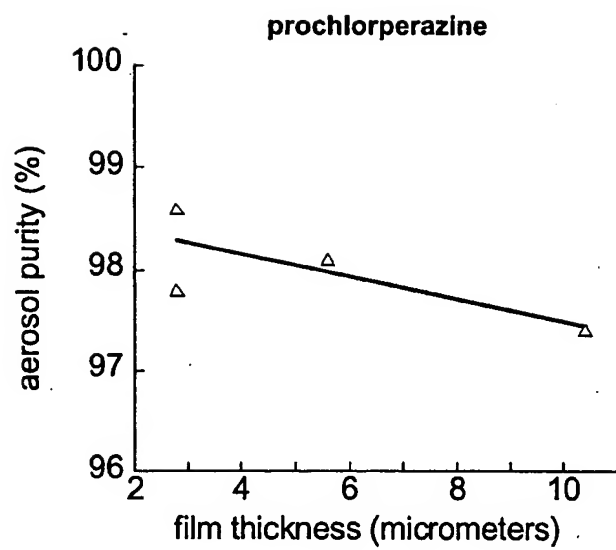 prochlorperazine
100
99
98
97
96
aerosol purity (%)
2 4 6 8 10
film thickness (micrometers)